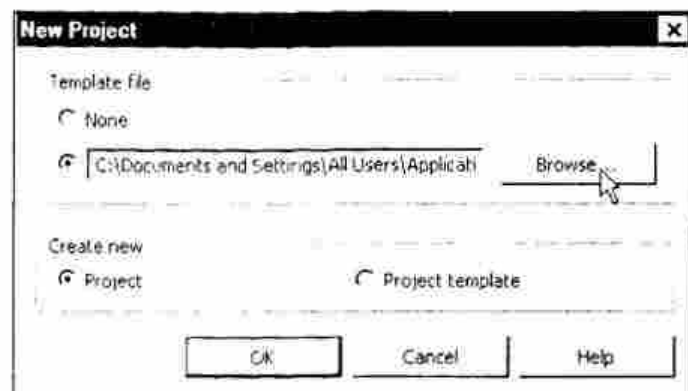 New Project
Template file
None
C:\Documents and Settings\All Users\Applicati
Browse...
Create new
Project
Project template
OK
Cancel
Help